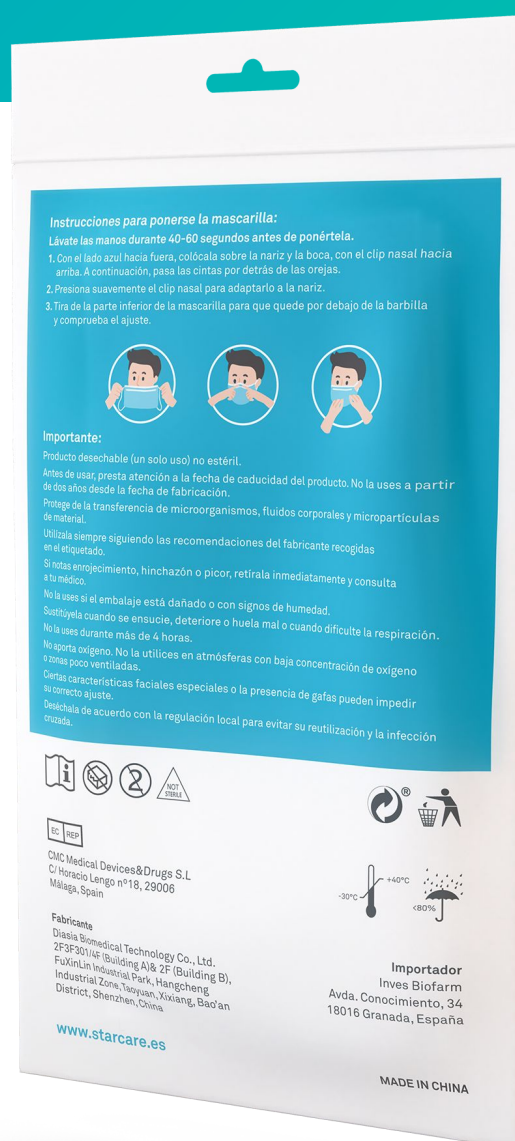 Instrucciones para ponerse la mascarilla:
Lávate las manos durante 40-60 segundos antes de ponértela.
1. Con el lado azul hacia fuera, colócala sobre la nariz y la boca, con el clip nasal hacia
arriba. A continuación, pasa las cintas por detrás de las orejas.
2. Presiona suavemente el clip nasal para adaptarlo a la nariz.
3. Tira de la parte inferior de la mascarilla para que quede por debajo de la barbilla
y comprueba el ajuste.
Importante:
Producto desechable (un solo uso) no estéril.
Antes de usar, presta atención a la fecha de caducidad del producto. No la uses a partir
de dos años desde la fecha de fabricación.
Protege de la transferencia de microorganismos, fluidos corporales y micropartículas
de material.
Utilízala siempre siguiendo las recomendaciones del fabricante recogidas
en el etiquetado.
Si notas enrojecimiento, hinchazón o picor, retírala inmediatamente y consulta
a tu médico.
No la uses si el embalaje está dañado o con signos de humedad.
Sustitúyela cuando se ensucie, deteriore o huela mal o cuando dificulte la respiración.
No la uses durante más de 4 horas.
No aporta oxígeno. No la utilices en atmósferas con baja concentración de oxígeno
o zonas poco ventiladas.
Ciertas características faciales especiales o la presencia de gafas pueden impedir
su correcto ajuste.
Deséchala de acuerdo con la regulación local para evitar su reutilización y la infección
cruzada.
2
NOT
STERILE
®
EC REP
CMC Medical Devices&Drugs S.L
C/ Horacio Lengo nº18, 29006
Málaga, Spain
-30ºC
+40ºC
<80%
Fabricante
Diasia Biomedical Technology Co., Ltd.
2F3F301/4F (Building A)& 2F (Building B),
FuXinLin Industrial Park, Hangcheng
Industrial Zone, Taoyuan, Xixiang, Bao'an
District, Shenzhen, China
Importador
Inves Biofarm
Avda. Conocimiento, 34
18016 Granada, España
www.starcare.es
MADE IN CHINA